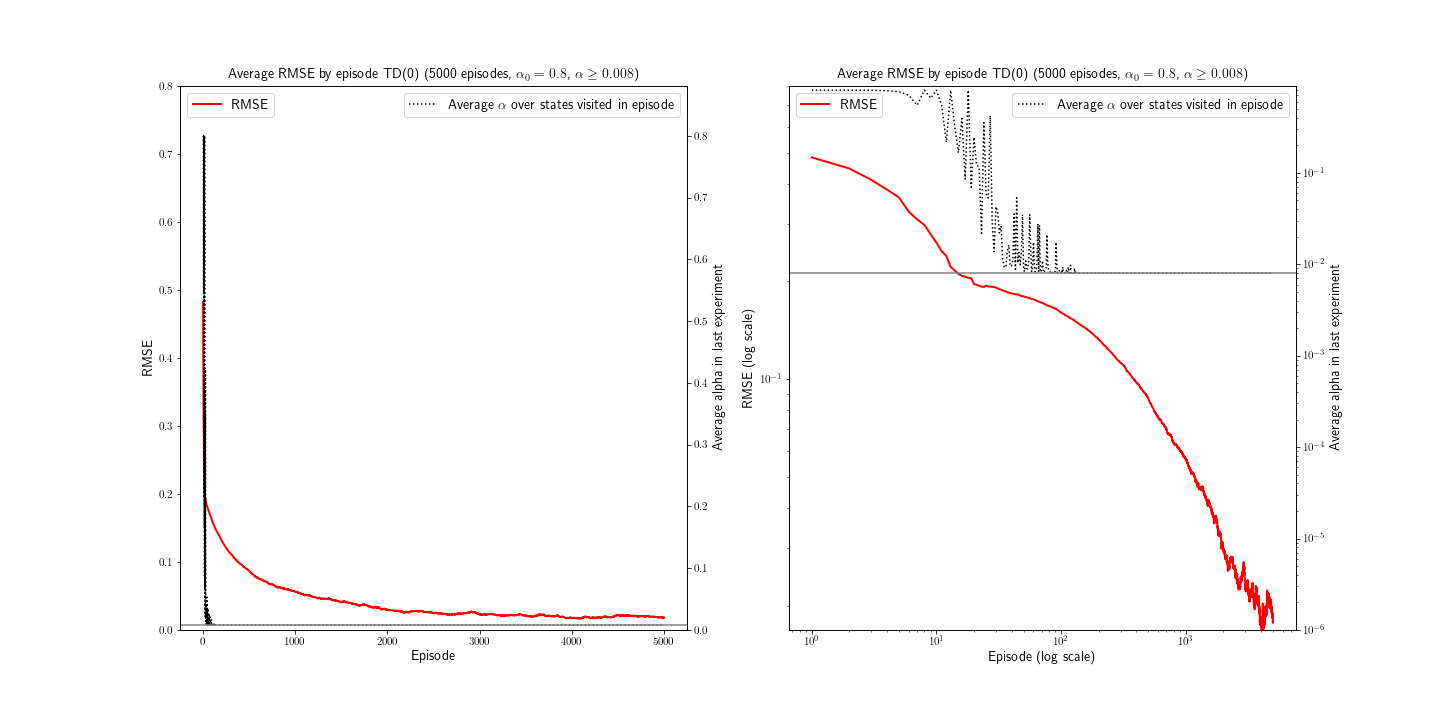 Average RMSE by episode TD(0) (5000 episodes, α₀ = 0.8, α ≥ 0.008)
RMSE
Average α over states visited in episode
0.8
0.7
0.6
0.5
0.4
0.3
0.2
0.1
0.0
RMSE
0.8
0.7
0.6
0.5
0.4
0.3
0.2
0.1
0.0
Average alpha in last experiment
0
1000
2000
3000
4000
5000
Episode
Average RMSE by episode TD(0) (5000 episodes, α₀ = 0.8, α ≥ 0.008)
RMSE
Average α over states visited in episode
10⁻¹
RMSE (log scale)
10⁻¹
10⁻²
10⁻³
10⁻⁴
10⁻⁵
10⁻⁶
Average alpha in last experiment
10⁰
10¹
10²
10³
Episode (log scale)